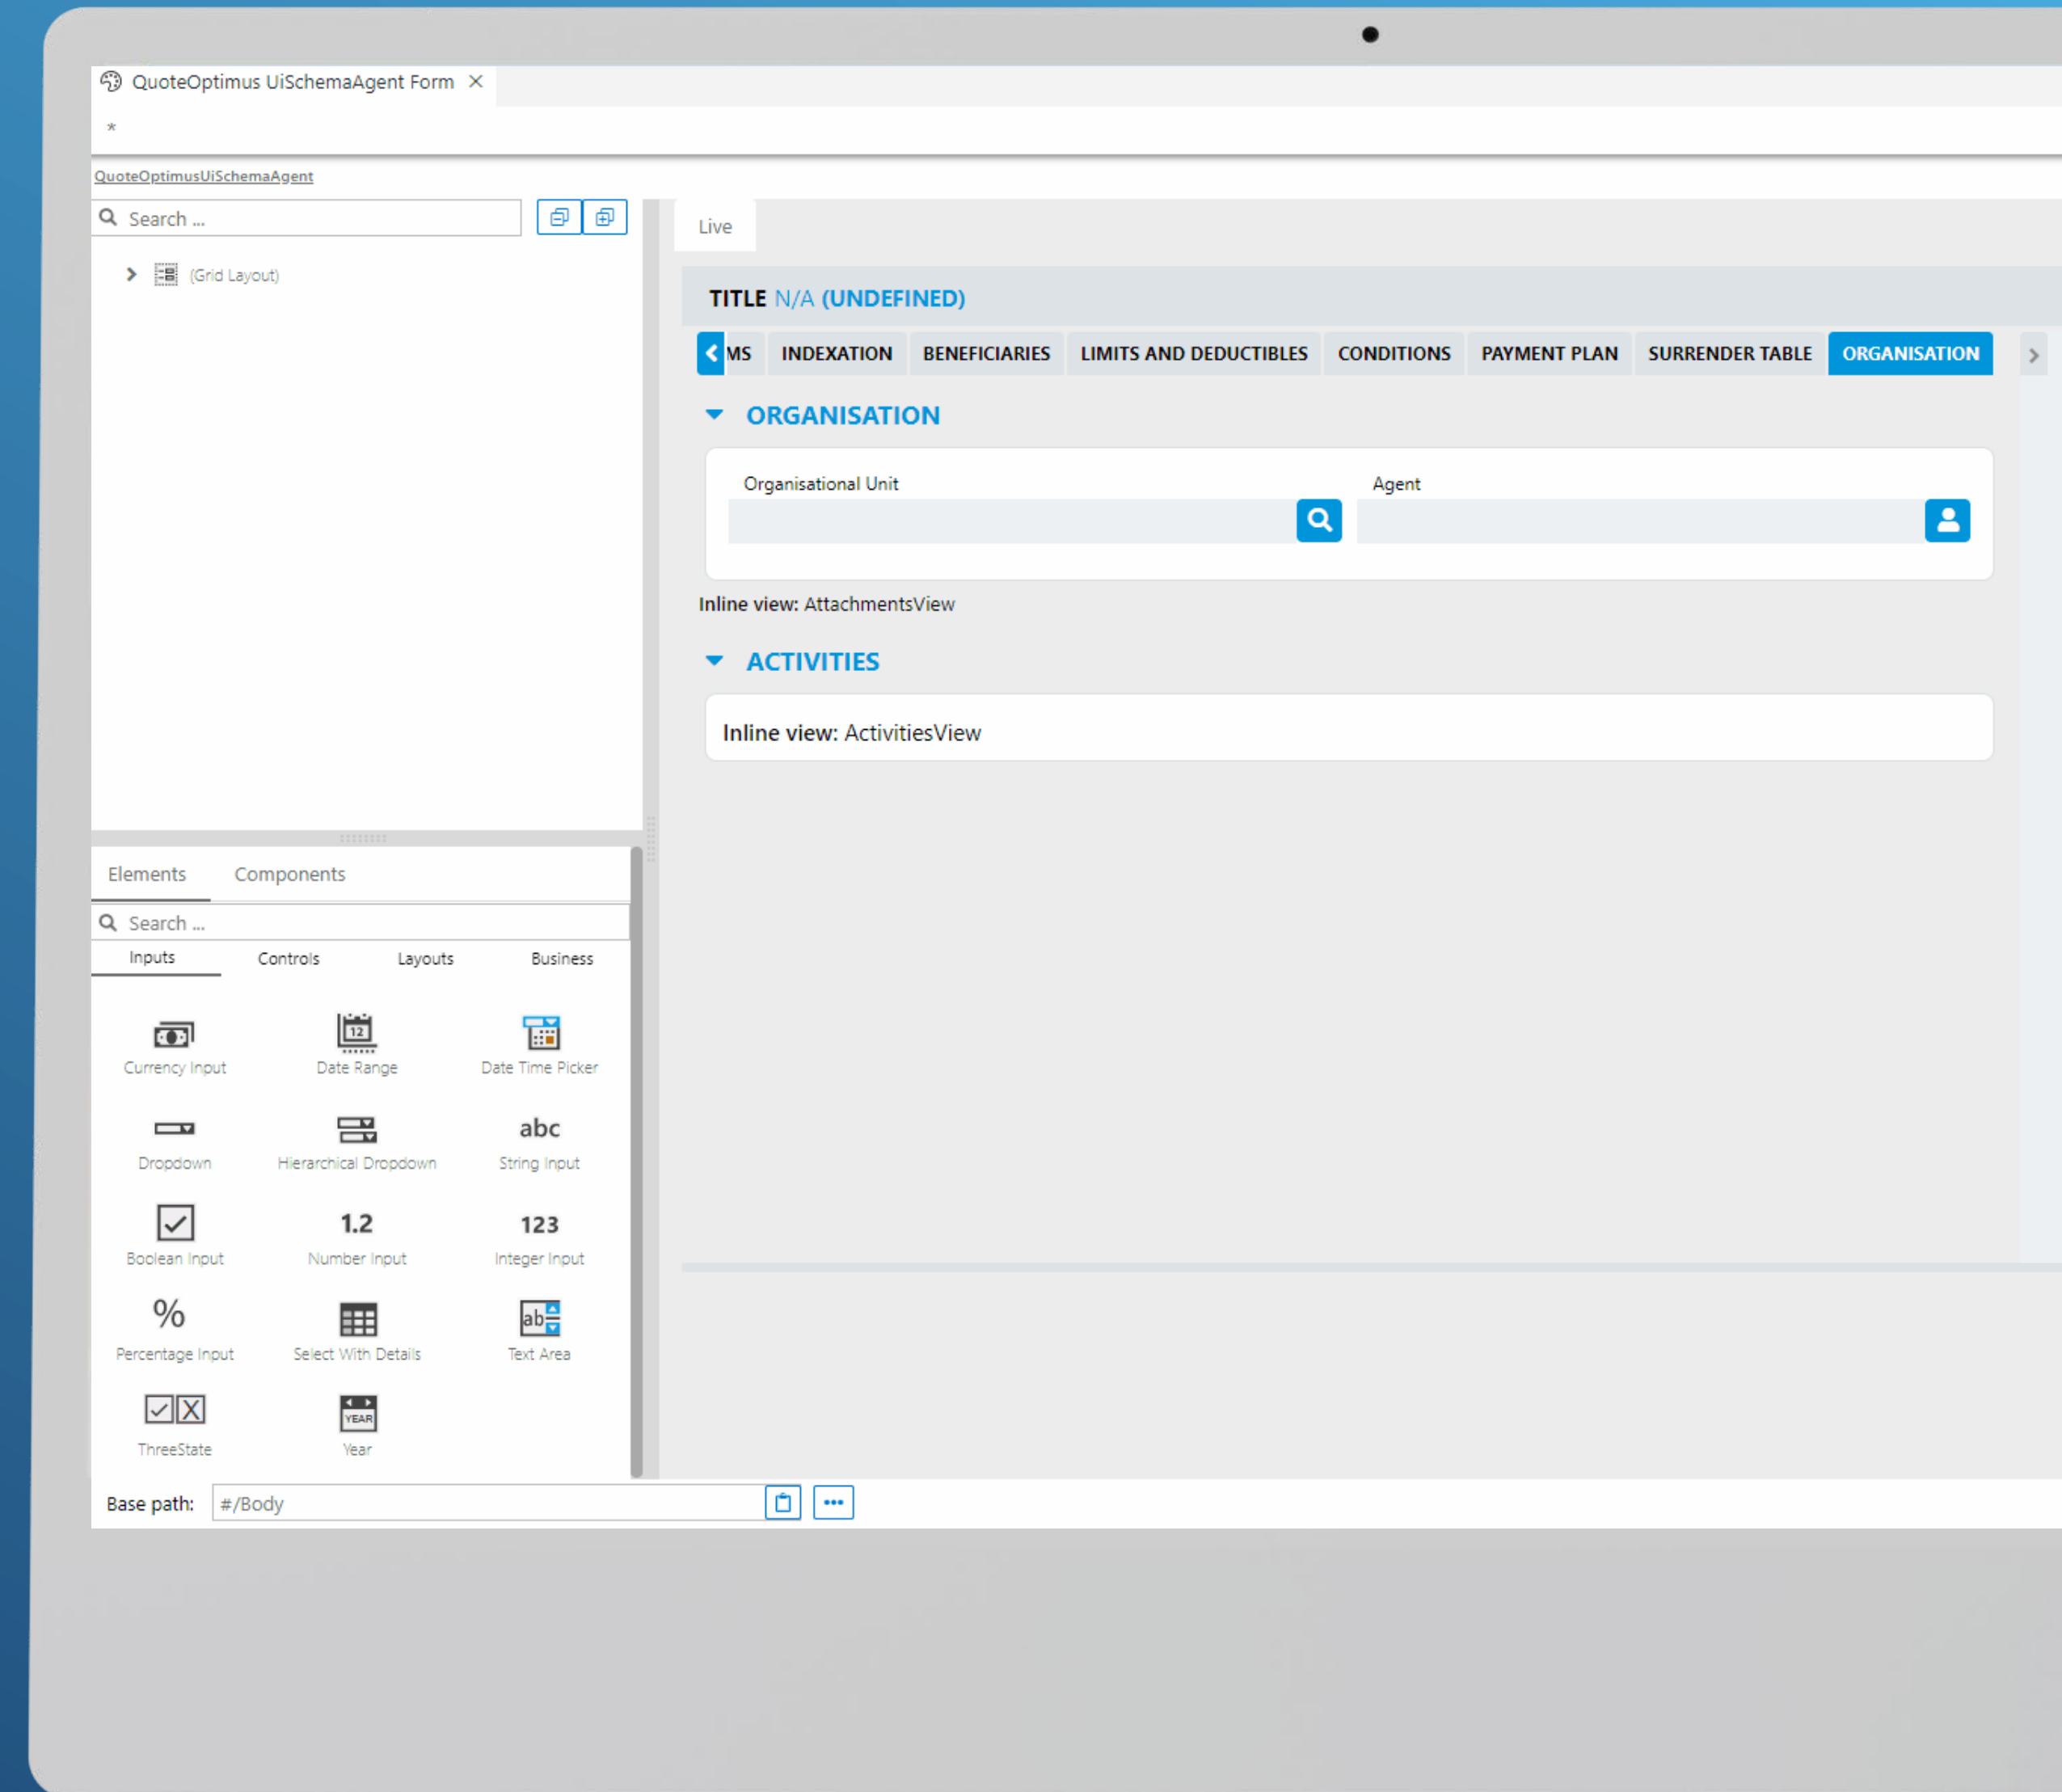 QuoteOptimus UiSchemaAgent Form
*
QuoteOptimusUiSchemaAgent
Search ...
(Grid Layout)
Live
TITLE N/A (UNDEFINED)
MS INDEXATION BENEFICIARIES LIMITS AND DEDUCTIBLES CONDITIONS PAYMENT PLAN SURRENDER TABLE ORGANISATION
ORGANISATION
Organisational Unit Agent
Inline view: AttachmentsView
ACTIVITIES
Inline view: ActivitiesView
Elements Components
Search ...
Inputs Controls Layouts Business
12
Currency Input Date Range Date Time Picker
abc
Dropdown Hierarchical Dropdown String Input
1.2 123
Boolean Input Number Input Integer Input
% ab
Percentage Input Select With Details Text Area
YEAR
ThreeState Year
Base path: #/Body